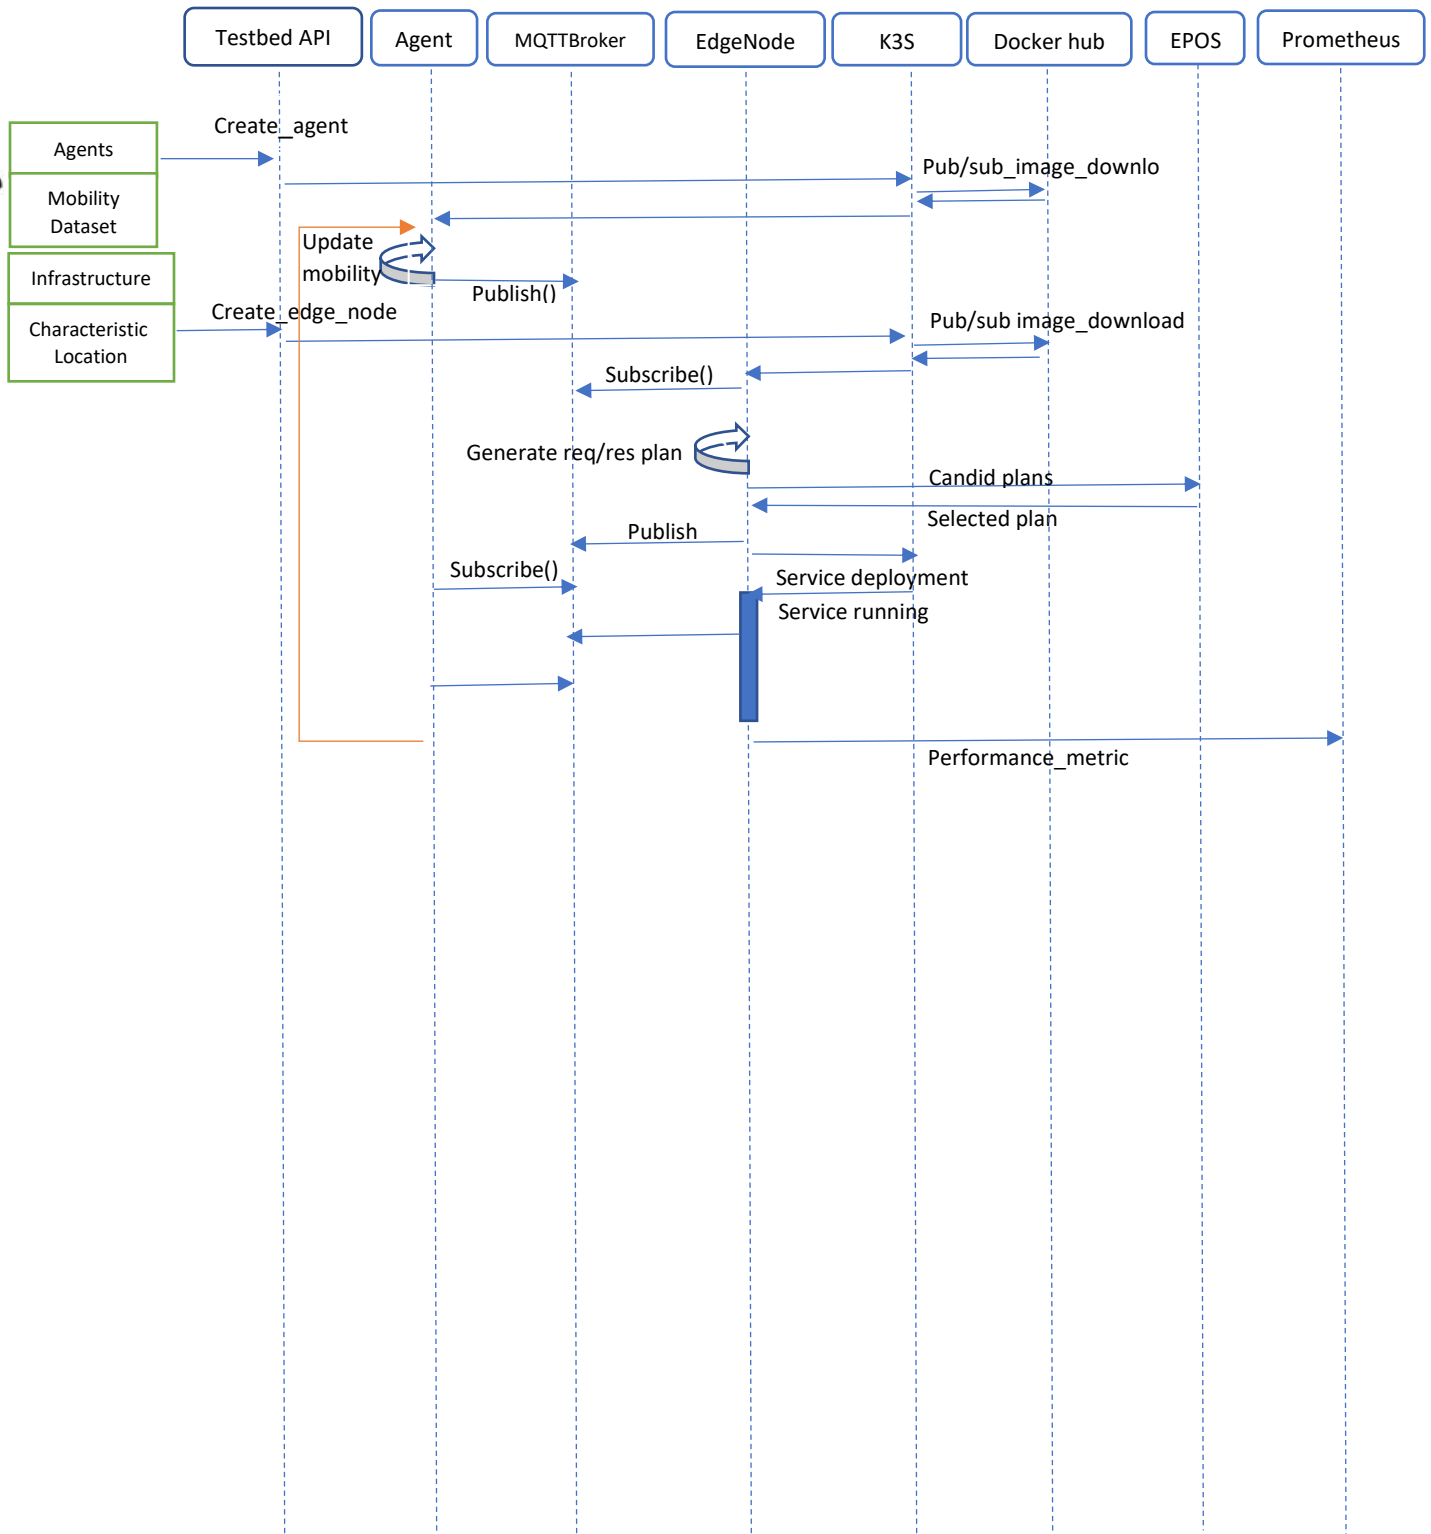 Testbed API
Agent
MQTTBroker
EdgeNode
K3S
Docker hub
EPOS
Prometheus
Create_agent
Agents
Pub/sub_image_downlo
Mobility
Dataset
Update
mobility
Infrastructure
Publish()
Create_edge_node
Pub/sub image_download
Characteristic
Location
Subscribe()
Generate req/res plan
Candid plans
Selected plan
Publish
Subscribe()
Service deployment
Service running
Performance_metric